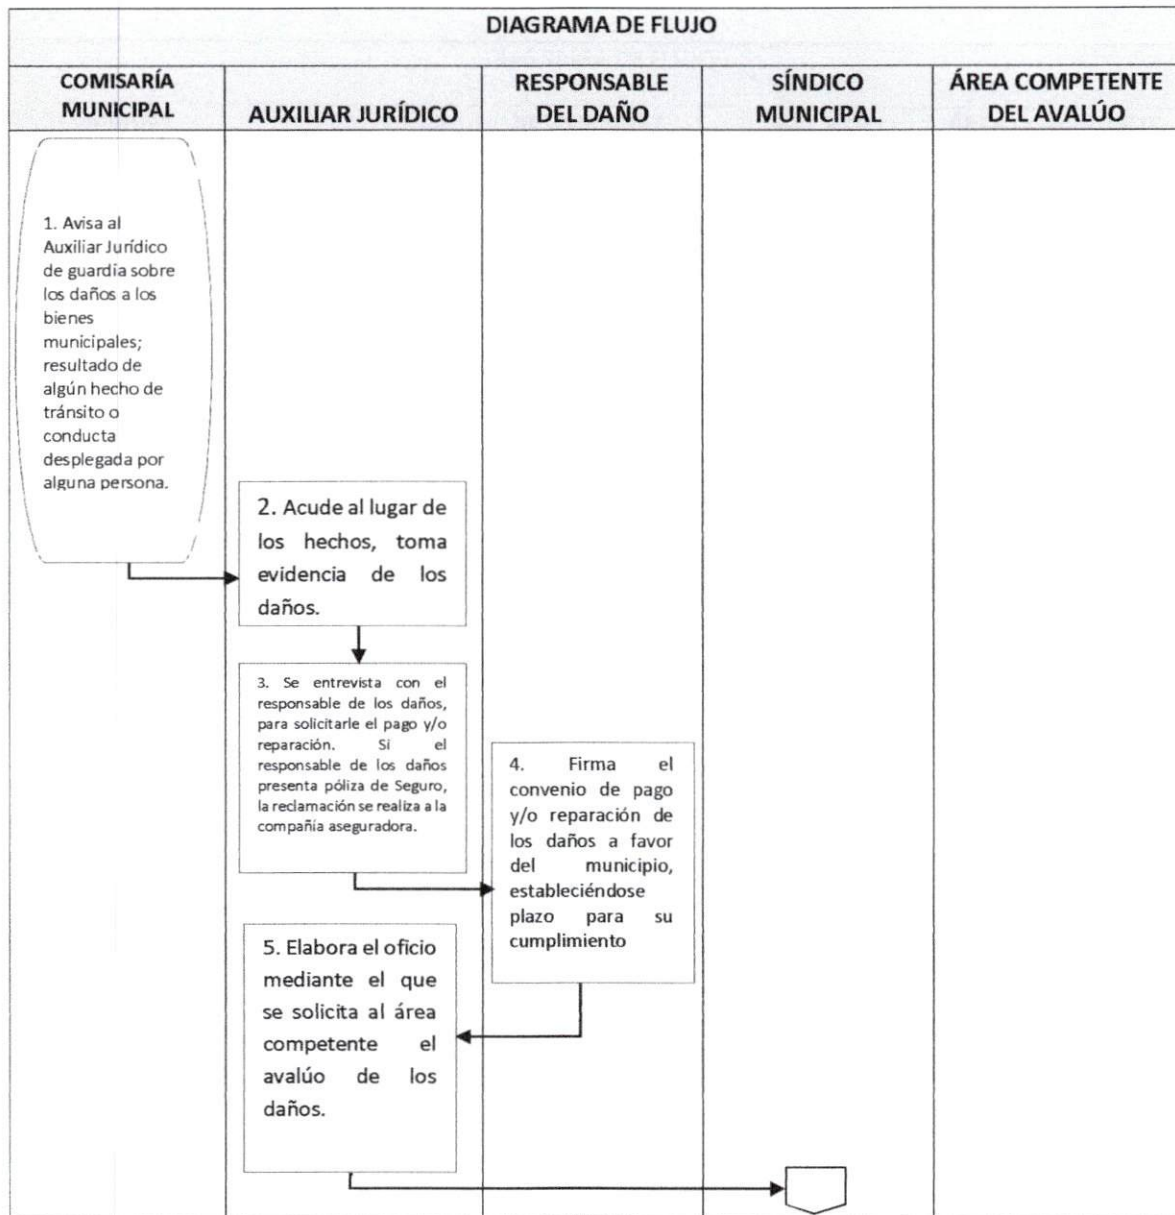 DIAGRAMA DE FLUJO
COMISARÍA
MUNICIPAL
AUXILIAR JURÍDICO
RESPONSABLE
DEL DAÑO
SÍNDICO
MUNICIPAL
ÁREA COMPETENTE
DEL AVALÚO
1. Avisa al
Auxiliar Jurídico
de guardia sobre
los daños a los
bienes
municipales;
resultado de
algún hecho de
tránsito o
conducta
desplegada por
alguna persona.
2. Acude al lugar de
los hechos, toma
evidencia de los
daños.
3. Se entrevista con el
responsable de los daños,
para solicitarle el pago y/o
reparación. Si el
responsable de los daños
presenta póliza de Seguro,
la reclamación se realiza a la
compañía aseguradora.
4. Firma el
convenio de pago
y/o reparación de
los daños a favor
del municipio,
estableciéndose
plazo para su
cumplimiento
5. Elabora el oficio
mediante el que
se solicita al área
competente el
avalúo de los
daños.